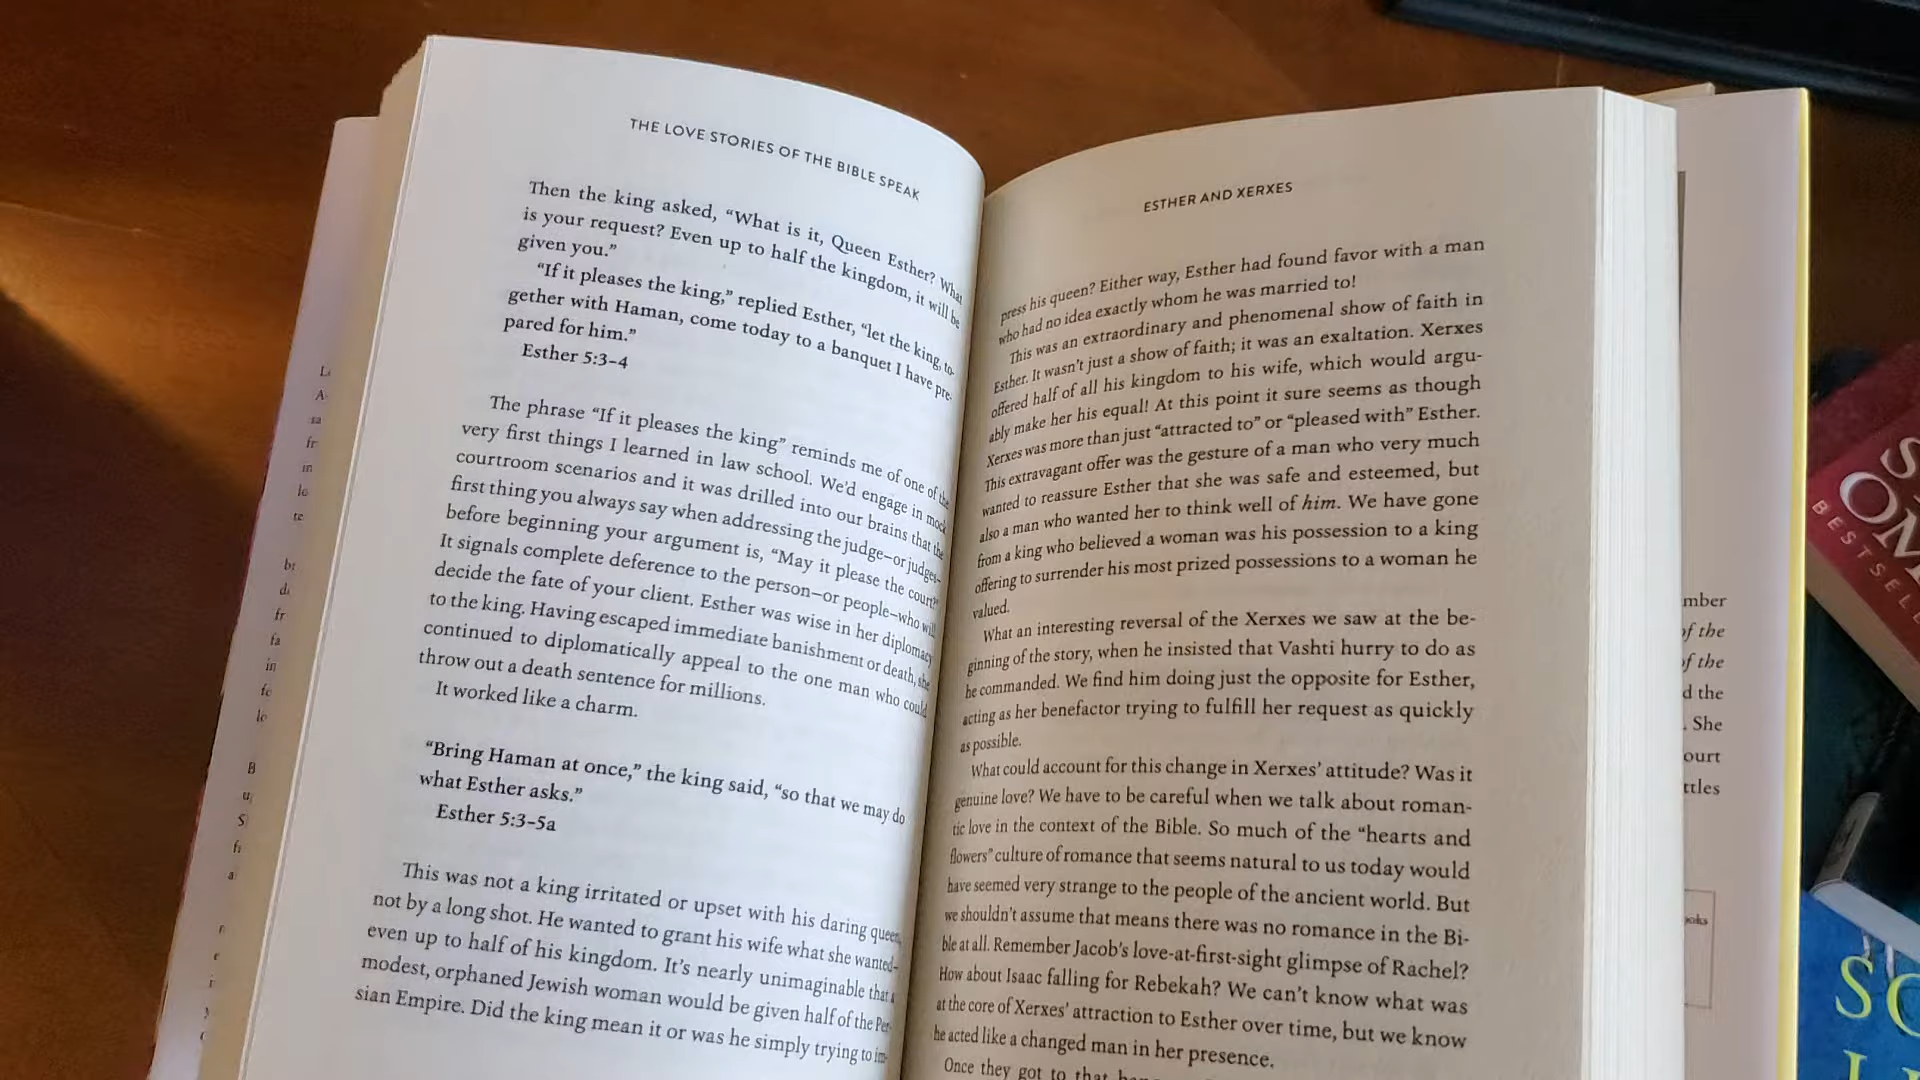 THE LOVE STORIES OF THE BIBLE SPEAK
Then the king asked, “What is it, Queen Esther? What
is your request? Even up to half the kingdom, it will be
given you.”
“If it pleases the king,” replied Esther, “let the king, to-
gether with Haman, come today to a banquet I have pre-
pared for him.”
Esther 5:3–4
The phrase “If it pleases the king” reminds me of one of the
very first things I learned in law school. We’d engage in mock
courtroom scenarios and it was drilled into our brains that the
first thing you always say when addressing the judge—or judges—
before beginning your argument is, “May it please the court?”
It signals complete deference to the person—or people—who will
decide the fate of your client. Esther was wise in her diplomacy
to the king. Having escaped immediate banishment or death, she
continued to diplomatically appeal to the one man who could
throw out a death sentence for millions.
It worked like a charm.
“Bring Haman at once,” the king said, “so that we may do
what Esther asks.”
Esther 5:3–5a
This was not a king irritated or upset with his daring queen,
not by a long shot. He wanted to grant his wife what she wanted—
even up to half of his kingdom. It’s nearly unimaginable that a
modest, orphaned Jewish woman would be given half of the Per-
sian Empire. Did the king mean it or was he simply trying to im-
ESTHER AND XERXES
press his queen? Either way, Esther had found favor with a man
who had no idea exactly whom he was married to!
This was an extraordinary and phenomenal show of faith in
Esther. It wasn’t just a show of faith; it was an exaltation. Xerxes
offered half of all his kingdom to his wife, which would argu-
ably make her his equal! At this point it sure seems as though
Xerxes was more than just “attracted to” or “pleased with” Esther.
This extravagant offer was the gesture of a man who very much
wanted to reassure Esther that she was safe and esteemed, but
also a man who wanted her to think well of him. We have gone
from a king who believed a woman was his possession to a king
offering to surrender his most prized possessions to a woman he
valued.
What an interesting reversal of the Xerxes we saw at the be-
ginning of the story, when he insisted that Vashti hurry to do as
he commanded. We find him doing just the opposite for Esther,
acting as her benefactor trying to fulfill her request as quickly
as possible.
What could account for this change in Xerxes’ attitude? Was it
genuine love? We have to be careful when we talk about roman-
tic love in the context of the Bible. So much of the “hearts and
flowers” culture of romance that seems natural to us today would
have seemed very strange to the people of the ancient world. But
we shouldn’t assume that means there was no romance in the Bi-
ble at all. Remember Jacob’s love-at-first-sight glimpse of Rachel?
How about Isaac falling for Rebekah? We can’t know what was
at the core of Xerxes’ attraction to Esther over time, but we know
he acted like a changed man in her presence.
Once they got to that
mber
of the
of the
d the
. She
ourt
ttles